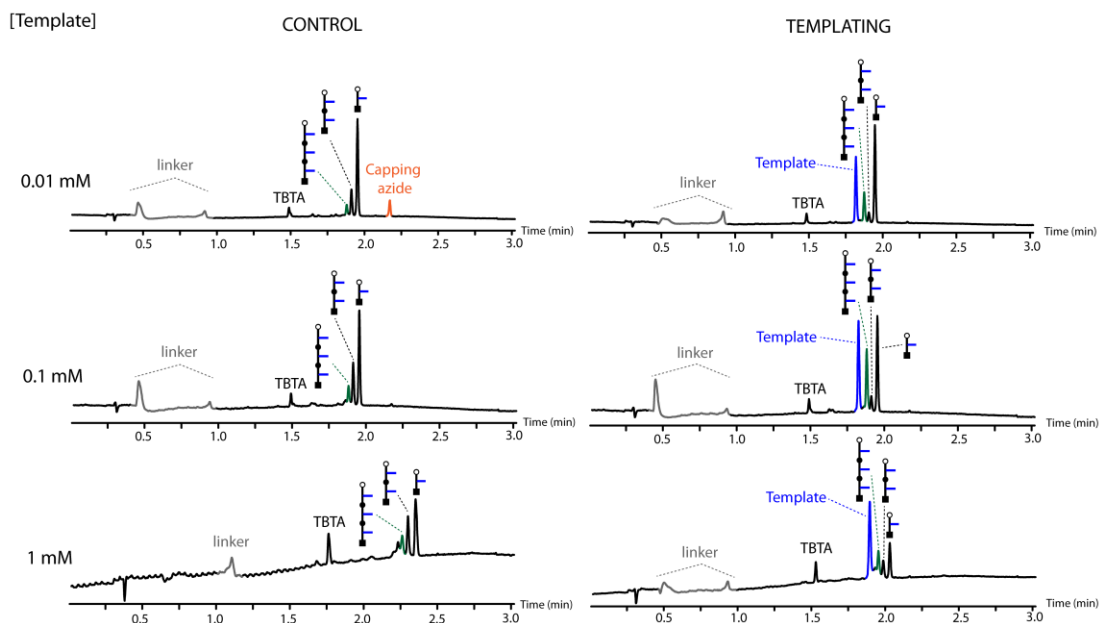 [Template]
CONTROL
TEMPLATING
0.01 mM
linker
TBTA
Capping
azide
0.5 1.0 1.5 2.0 2.5 3.0 Time (min)
linker
TBTA
Template
0.5 1.0 1.5 2.0 2.5 3.0 Time (min)
0.1 mM
linker
TBTA
0.5 1.0 1.5 2.0 2.5 3.0 Time (min)
linker
TBTA
Template
0.5 1.0 1.5 2.0 2.5 3.0 Time (min)
1 mM
linker
TBTA
0.5 1.0 1.5 2.0 2.5 3.0 Time (min)
linker
TBTA
Template
0.5 1.0 1.5 2.0 2.5 3.0 Time (min)